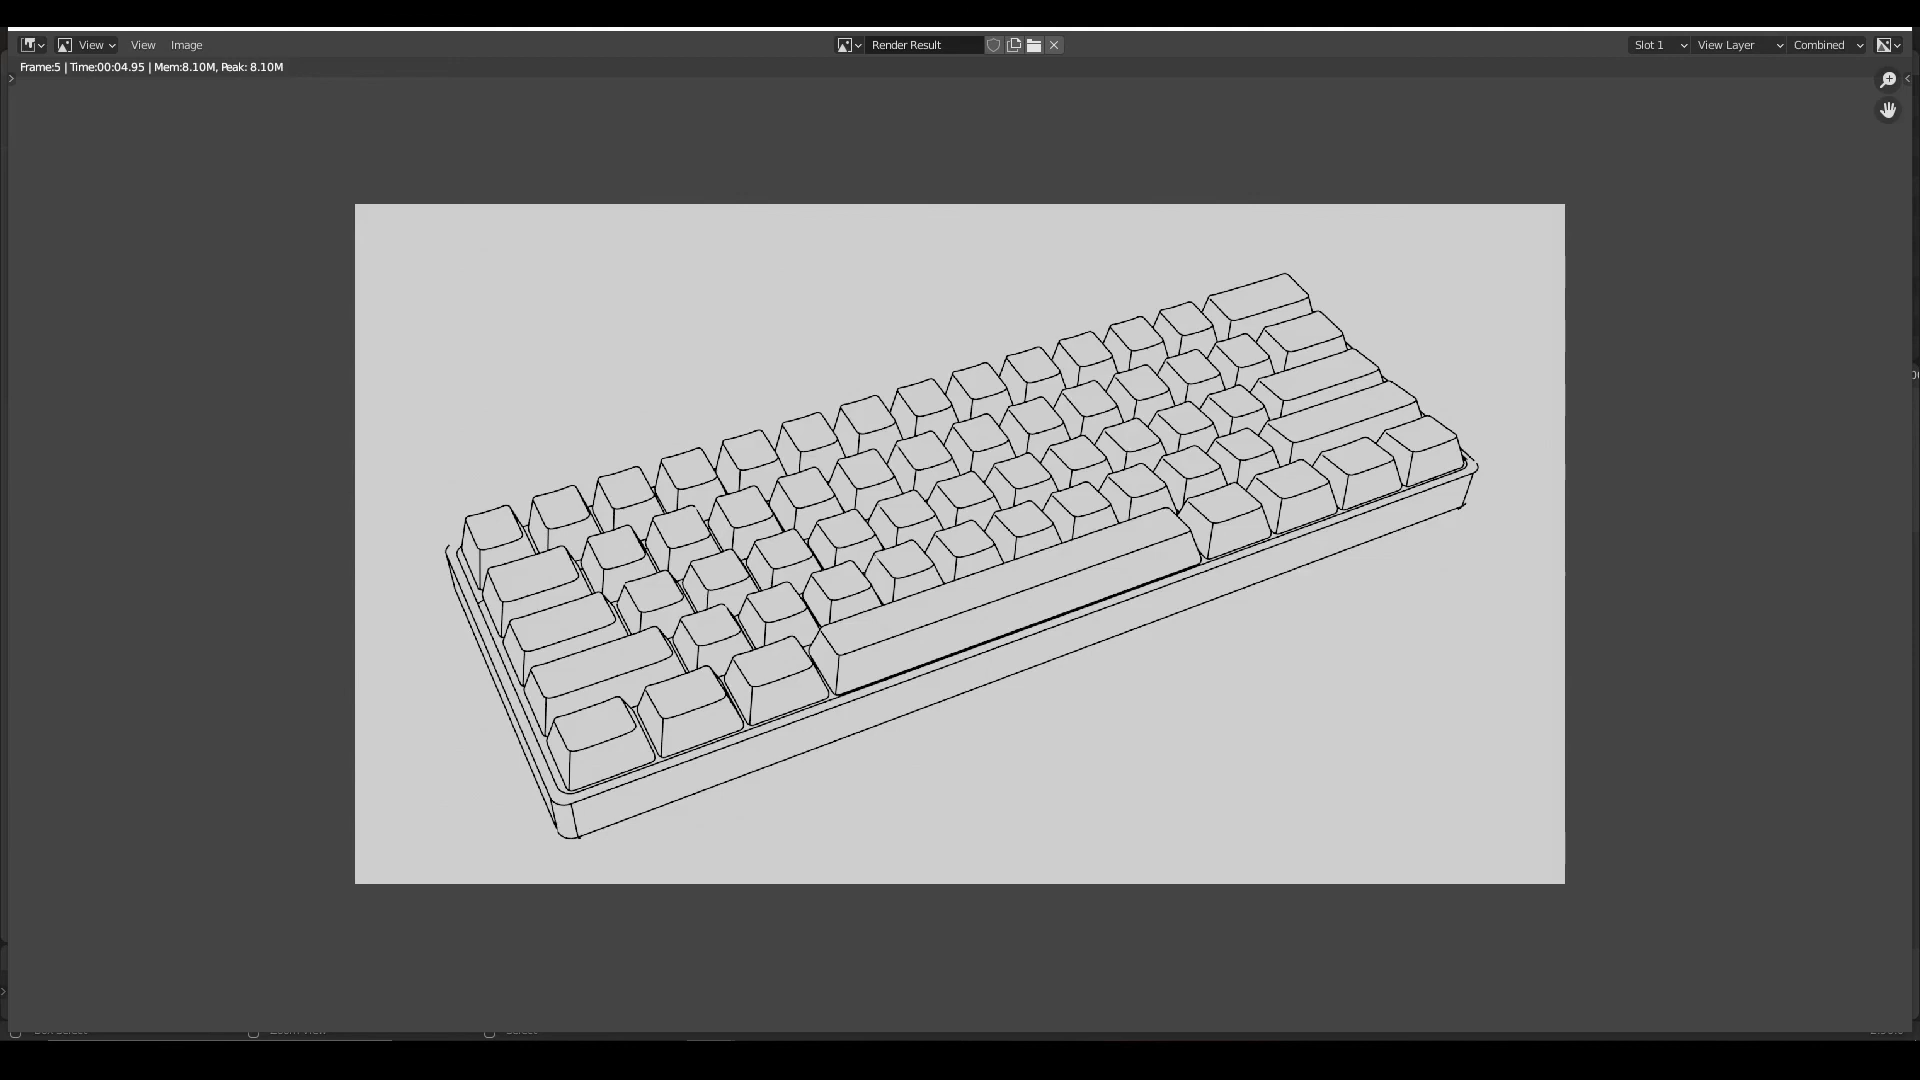 View View Image Render Result Slot 1 View Layer Combined
Frame:5 | Time:00:04.95 | Mem:8.10M, Peak: 8.10M